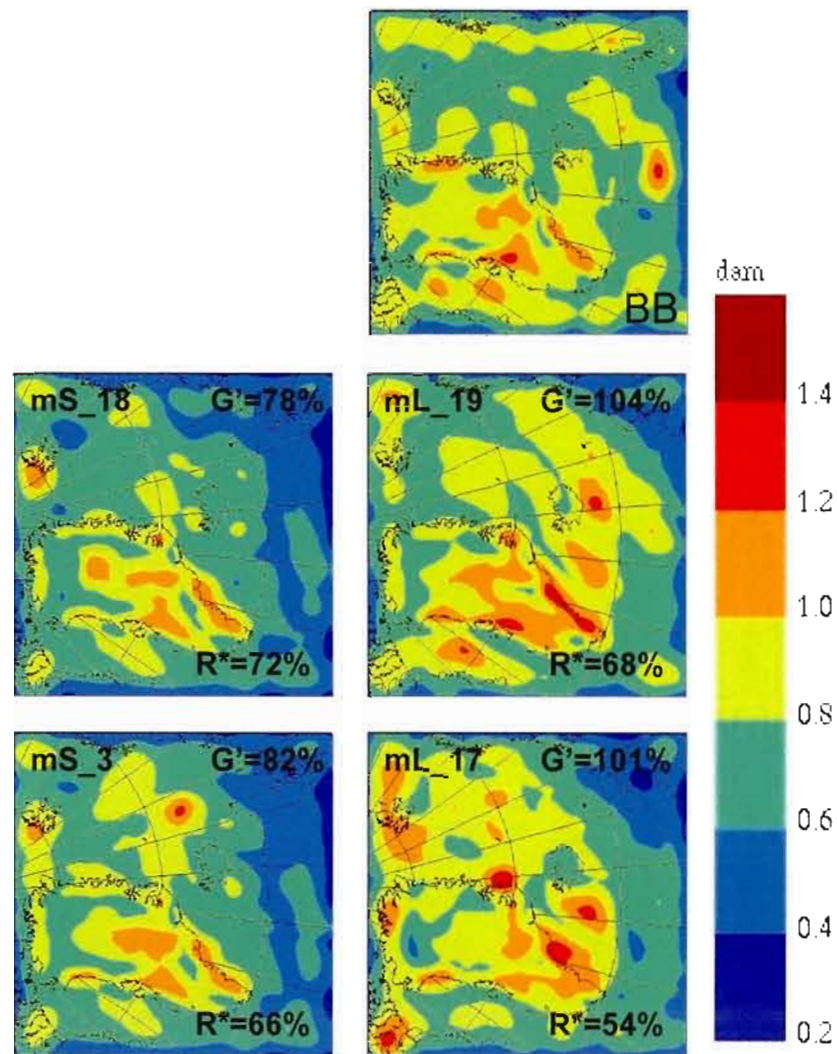 BB
dam
mS_18 G'=78%
R*=72%
mL_19 G'=104%
R*=68%
mS_3 G'=82%
R*=66%
mL_17 G'=101%
R*=54%
1.4
1.2
1.0
0.8
0.6
0.4
0.2